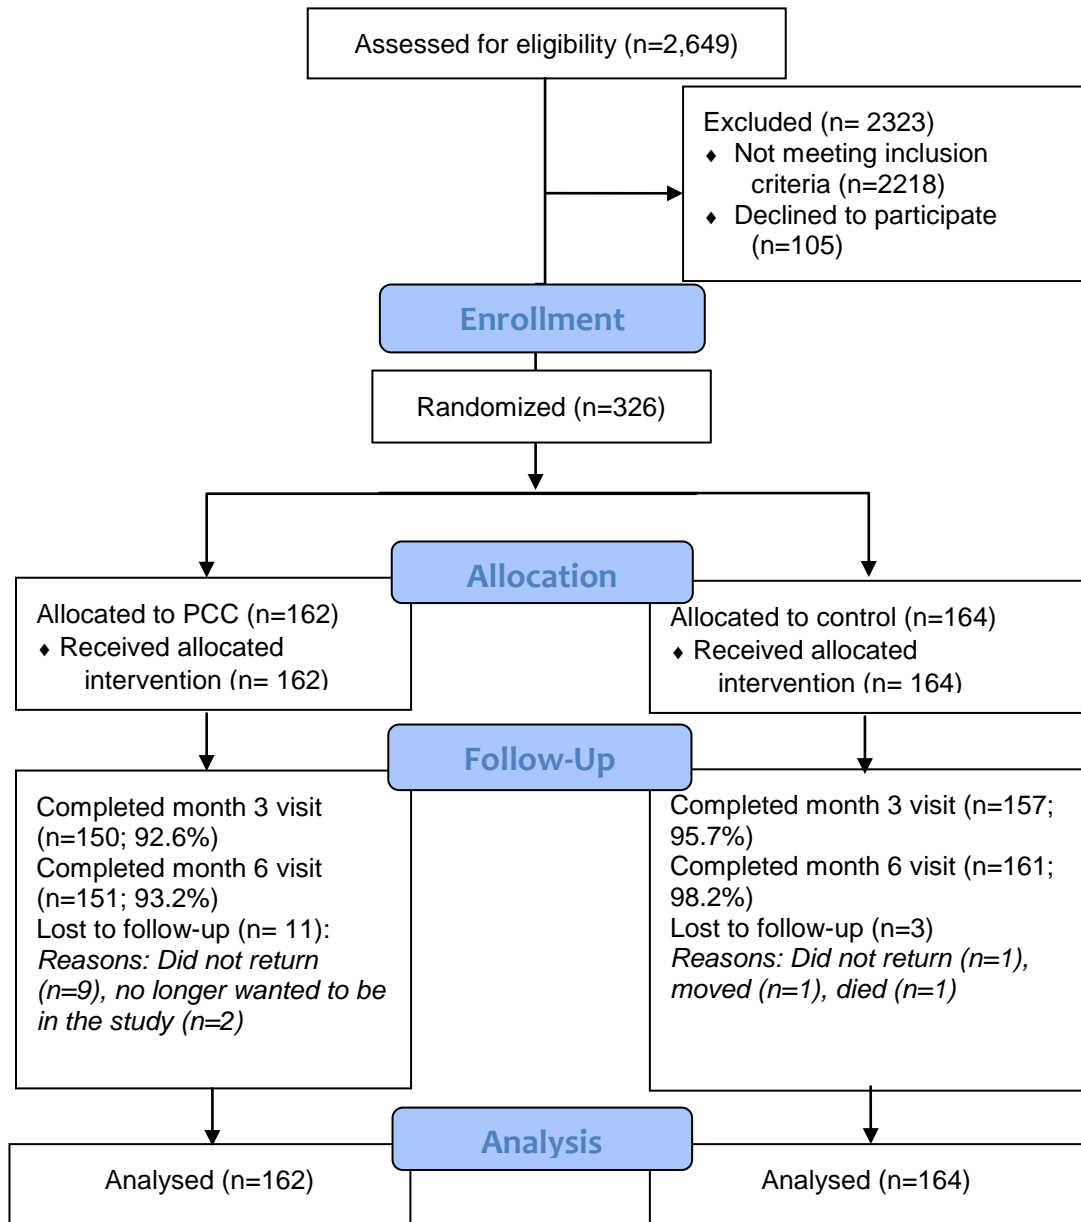 Assessed for eligibility (n=2,649)
Excluded (n= 2323)
♦ Not meeting inclusion
criteria (n=2218)
♦ Declined to participate
(n=105)
Enrollment
Randomized (n=326)
Allocation
Allocated to PCC (n=162)
♦ Received allocated
intervention (n= 162)
Allocated to control (n=164)
♦ Received allocated
intervention (n= 164)
Follow-Up
Completed month 3 visit
(n=150; 92.6%)
Completed month 6 visit
(n=151; 93.2%)
Lost to follow-up (n= 11):
Reasons: Did not return
(n=9), no longer wanted to be
in the study (n=2)
Completed month 3 visit (n=157;
95.7%)
Completed month 6 visit (n=161;
98.2%)
Lost to follow-up (n=3)
Reasons: Did not return (n=1),
moved (n=1), died (n=1)
Analysis
Analysed (n=162)
Analysed (n=164)